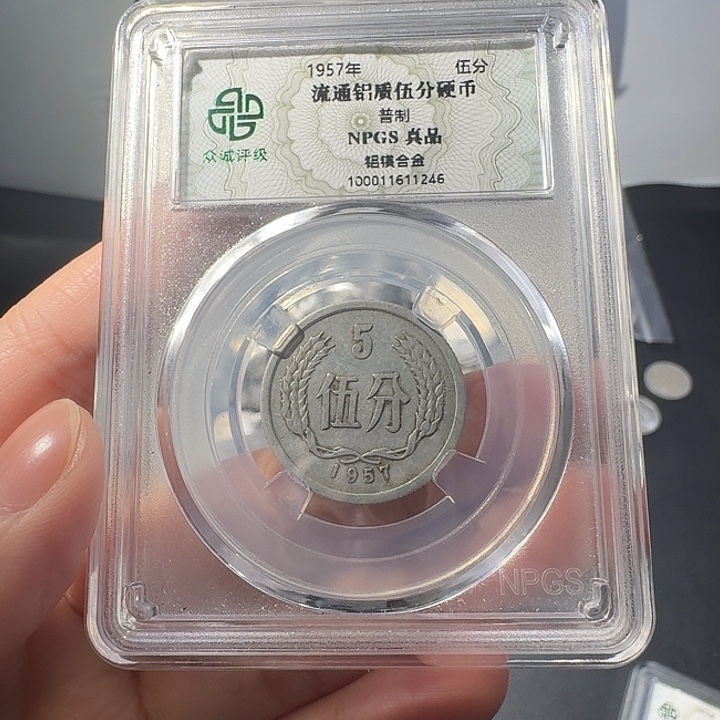 1957年 伍分
流通铝质伍分硬币
普制
NPGS 真品
铝镁合金
100011611246
众诚评级
5
伍分
1957
NPGS